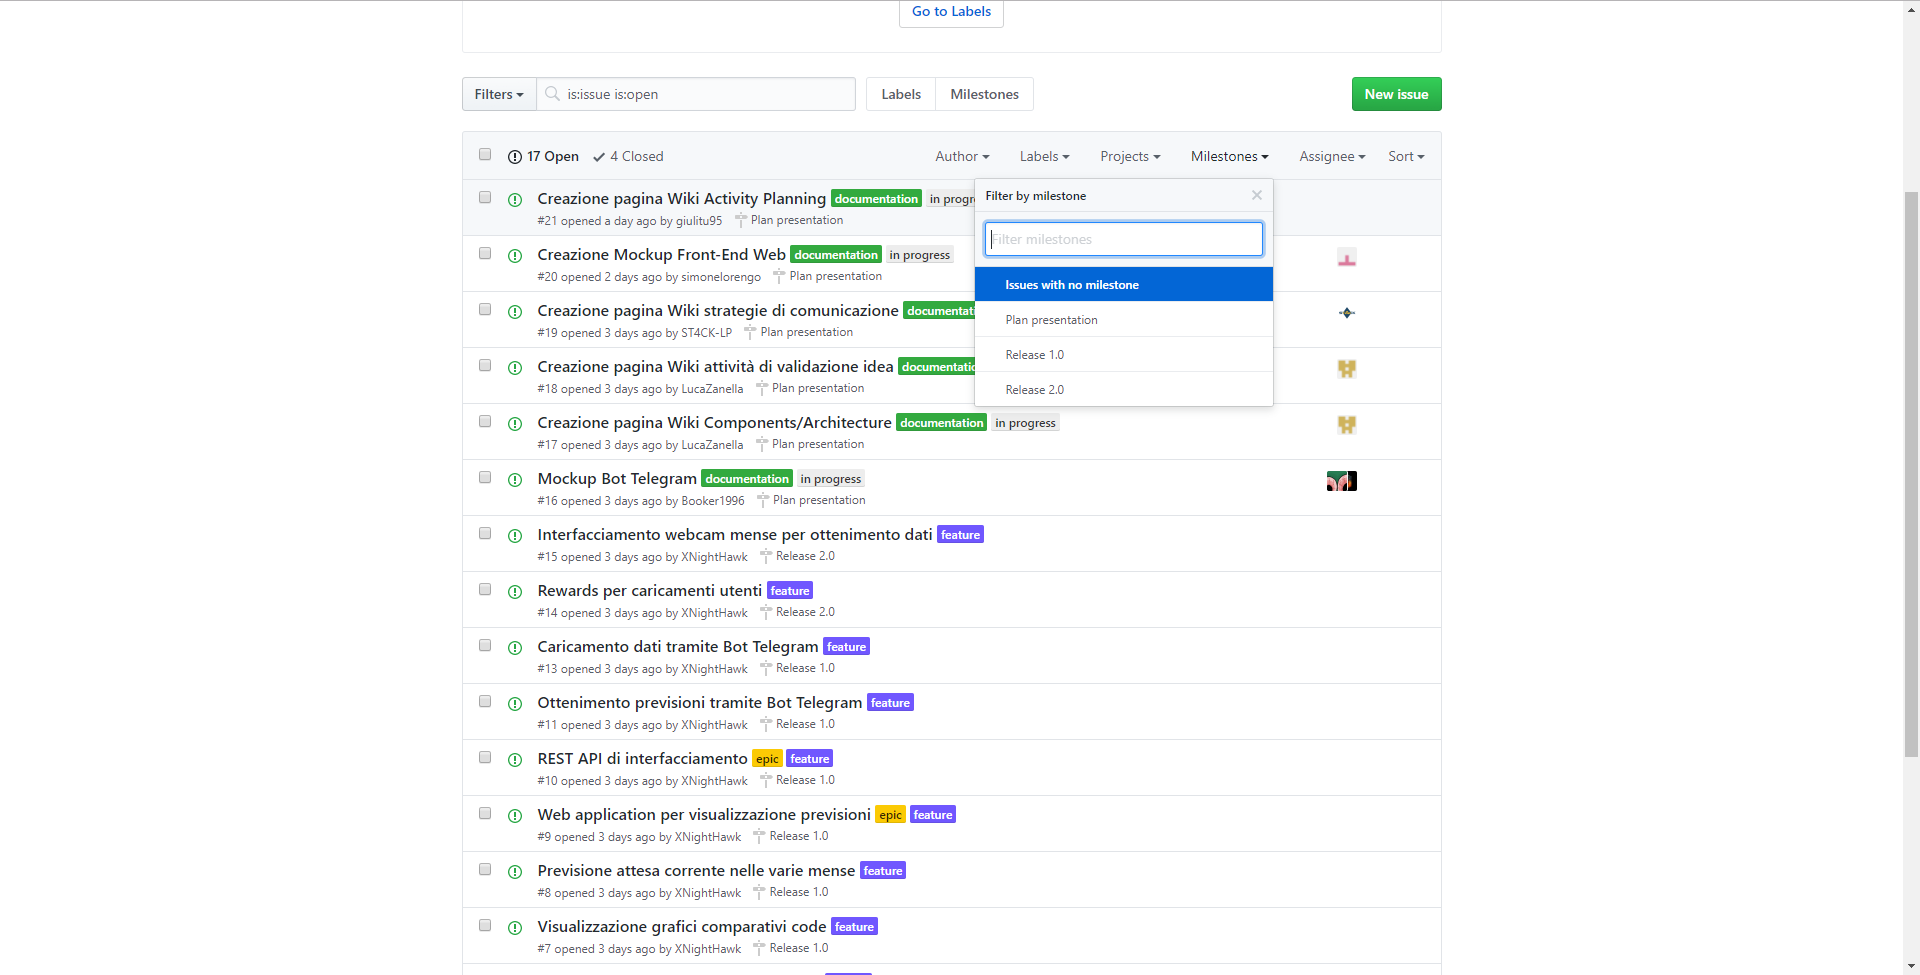 Go to Labels
Filters is:issue is:open Labels Milestones New issue
17 Open 4 Closed Author Labels Projects Milestones Assignee Sort
Filter by milestone
Filter milestones
Issues with no milestone
Plan presentation
Release 1.0
Release 2.0
Creazione pagina Wiki Activity Planning documentation in
#21 opened a day ago by giulitu95 Plan presentation
Creazione Mockup Front-End Web documentation in progress
#20 opened 2 days ago by simonelorengo Plan presentation
Creazione pagina Wiki strategie di comunicazione
#19 opened 3 days ago by ST4CK-LP Plan presentation
Creazione pagina Wiki attività di validazione idea
#18 opened 3 days ago by LucaZanella Plan presentation
Creazione pagina Wiki Components/Architecture documentation in progress
#17 opened 3 days ago by LucaZanella Plan presentation
Mockup Bot Telegram documentation in progress
#16 opened 3 days ago by Booker1996 Plan presentation
Interfacciamento webcam mense per ottenimento dati feature
#15 opened 3 days ago by XNightHawk Release 2.0
Rewards per caricamenti utenti feature
#14 opened 3 days ago by XNightHawk Release 2.0
Caricamento dati tramite Bot Telegram feature
#13 opened 3 days ago by XNightHawk Release 1.0
Ottenimento previsioni tramite Bot Telegram feature
#11 opened 3 days ago by XNightHawk Release 1.0
REST API di interfacciamento epic feature
#10 opened 3 days ago by XNightHawk Release 1.0
Web application per visualizzazione previsioni epic feature
#9 opened 3 days ago by XNightHawk Release 1.0
Previsione attesa corrente nelle varie mense feature
#8 opened 3 days ago by XNightHawk Release 1.0
Visualizzazione grafici comparativi code feature
#7 opened 3 days ago by XNightHawk Release 1.0